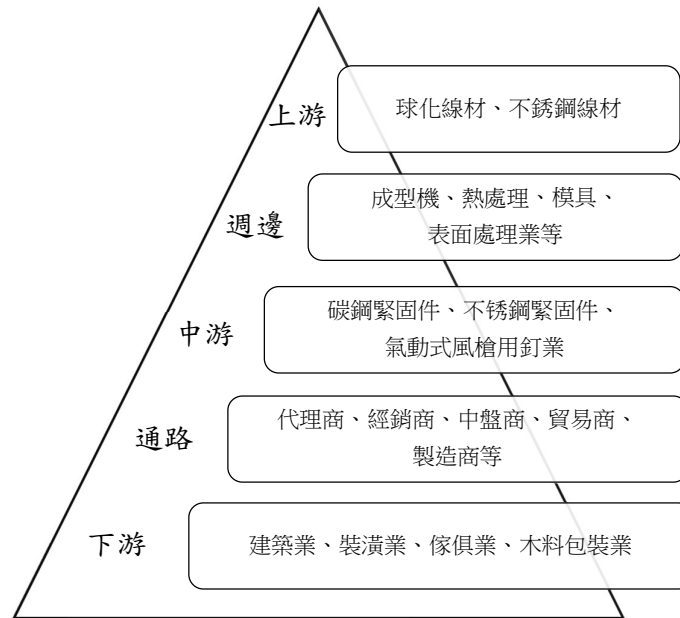 上游
球化線材、不銹鋼線材
週邊
成型機、熱處理、模具、
表面處理業等
中游
碳鋼緊固件、不锈鋼緊固件、
氣動式風槍用釘業
通路
代理商、經銷商、中盤商、貿易商、
製造商等
下游
建築業、裝潢業、傢俱業、木料包裝業